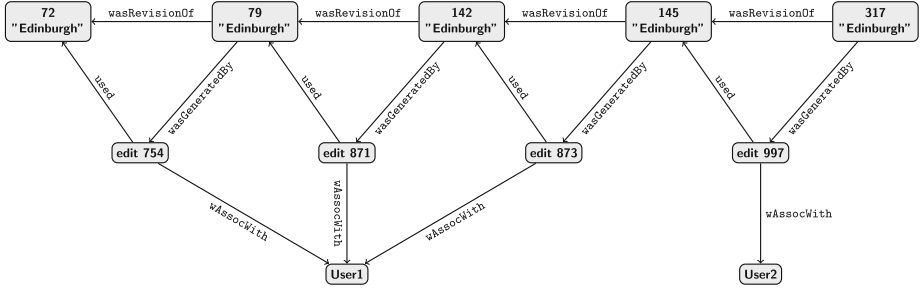 72
"Edinburgh"
wasRevisionOf
79
"Edinburgh"
wasRevisionOf
142
"Edinburgh"
wasRevisionOf
145
"Edinburgh"
wasRevisionOf
317
"Edinburgh"
used
wasGeneratedBy
used
wasGeneratedBy
used
wasGeneratedBy
used
wasGeneratedBy
edit 754
edit 871
edit 873
edit 997
wAssocWith
wAssocWith
wAssocWith
wAssocWith
User1
User2